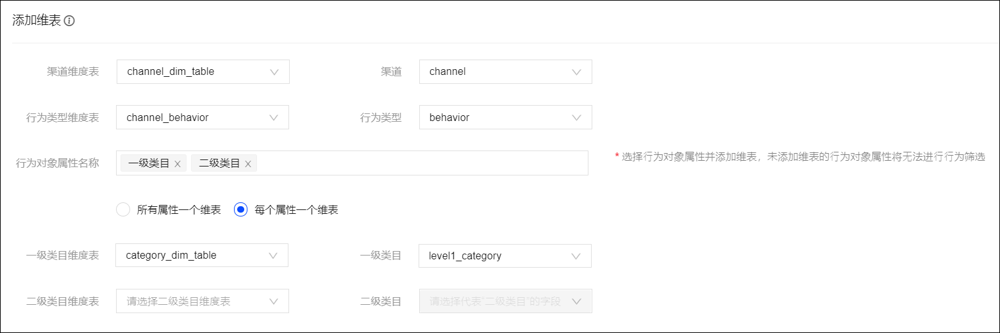 添加维表
渠道维度表 channel_dim_table 渠道 channel
行为类型维度表 channel_behavior 行为类型 behavior
行为对象属性名称 一级类目 二级类目 * 选择行为对象属性并添加维表，未添加维表的行为对象属性将无法进行行为筛选
所有属性一个维表 每个属性一个维表
一级类目维度表 category_dim_table 一级类目 level1_category
二级类目维度表 请选择二级类目维度表 二级类目 请选择代表"二级类目"的字段